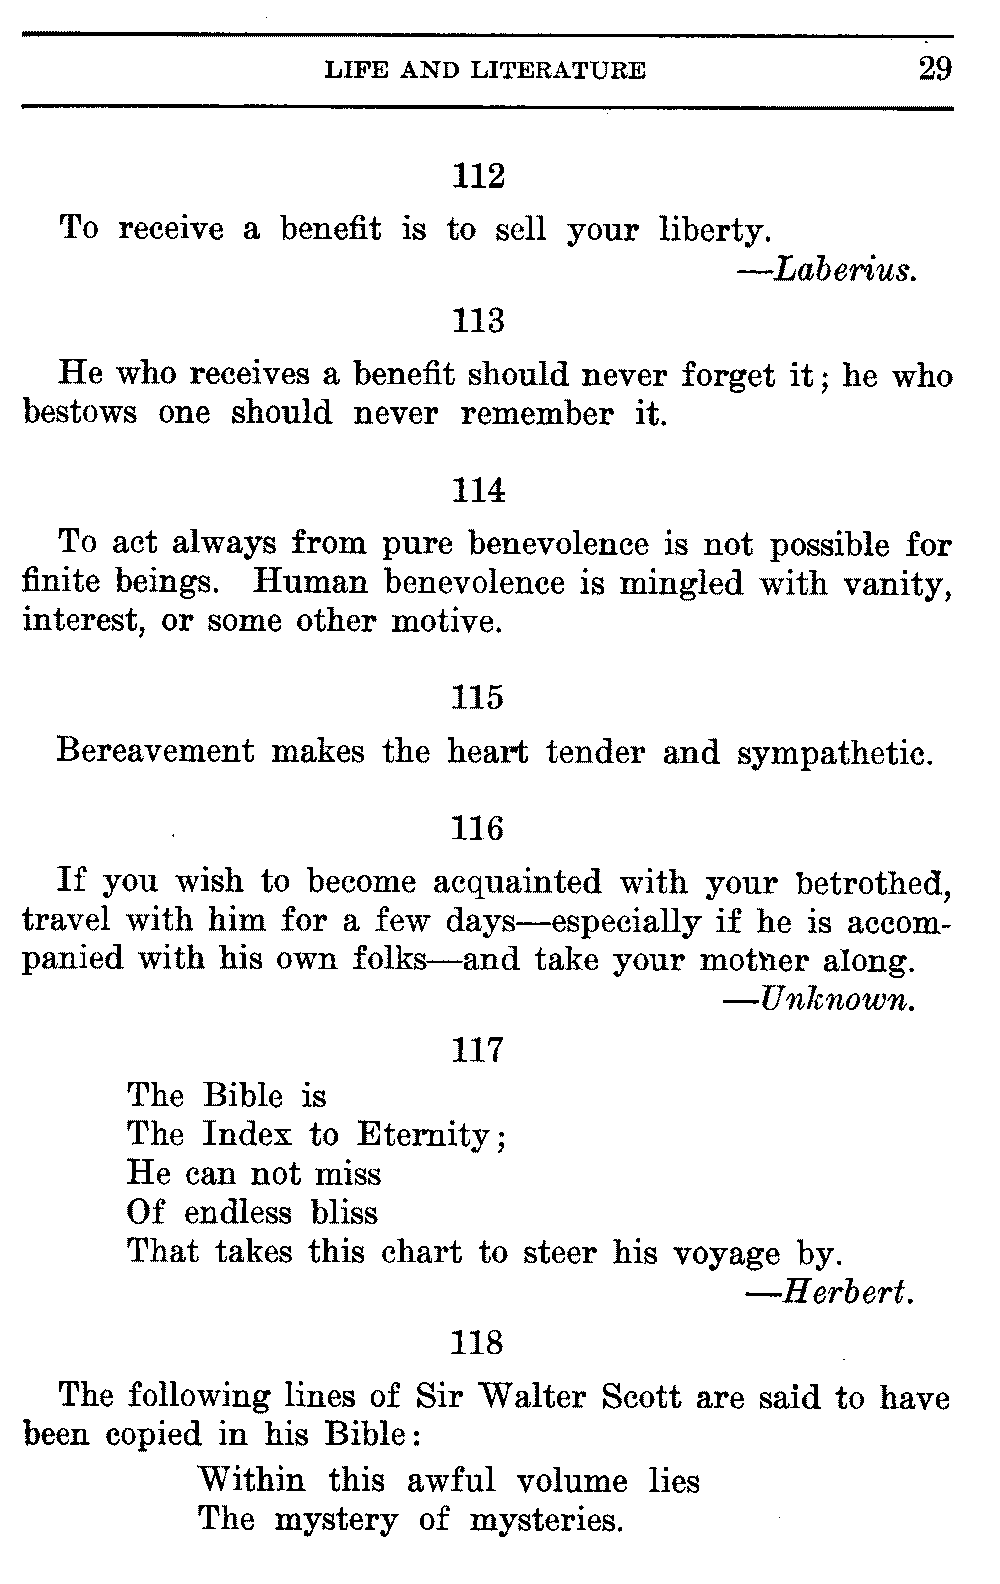 LIFE AND LITERATURE 29
112
To receive a benefit is to sell your liberty.
—Laberius.
113
He who receives a benefit should never forget it; he who
bestows one should never remember it.
114
To act always from pure benevolence is not possible for
finite beings. Human benevolence is mingled with vanity,
interest, or some other motive.
115
Bereavement makes the heart tender and sympathetic.
116
If you wish to become acquainted with your betrothed,
travel with him for a few days—especially if he is accom-
panied with his own folks—and take your mother along.
—Unknown.
117
The Bible is
The Index to Eternity;
He can not miss
Of endless bliss
That takes this chart to steer his voyage by.
—Herbert.
118
The following lines of Sir Walter Scott are said to have
been copied in his Bible:
Within this awful volume lies
The mystery of mysteries.